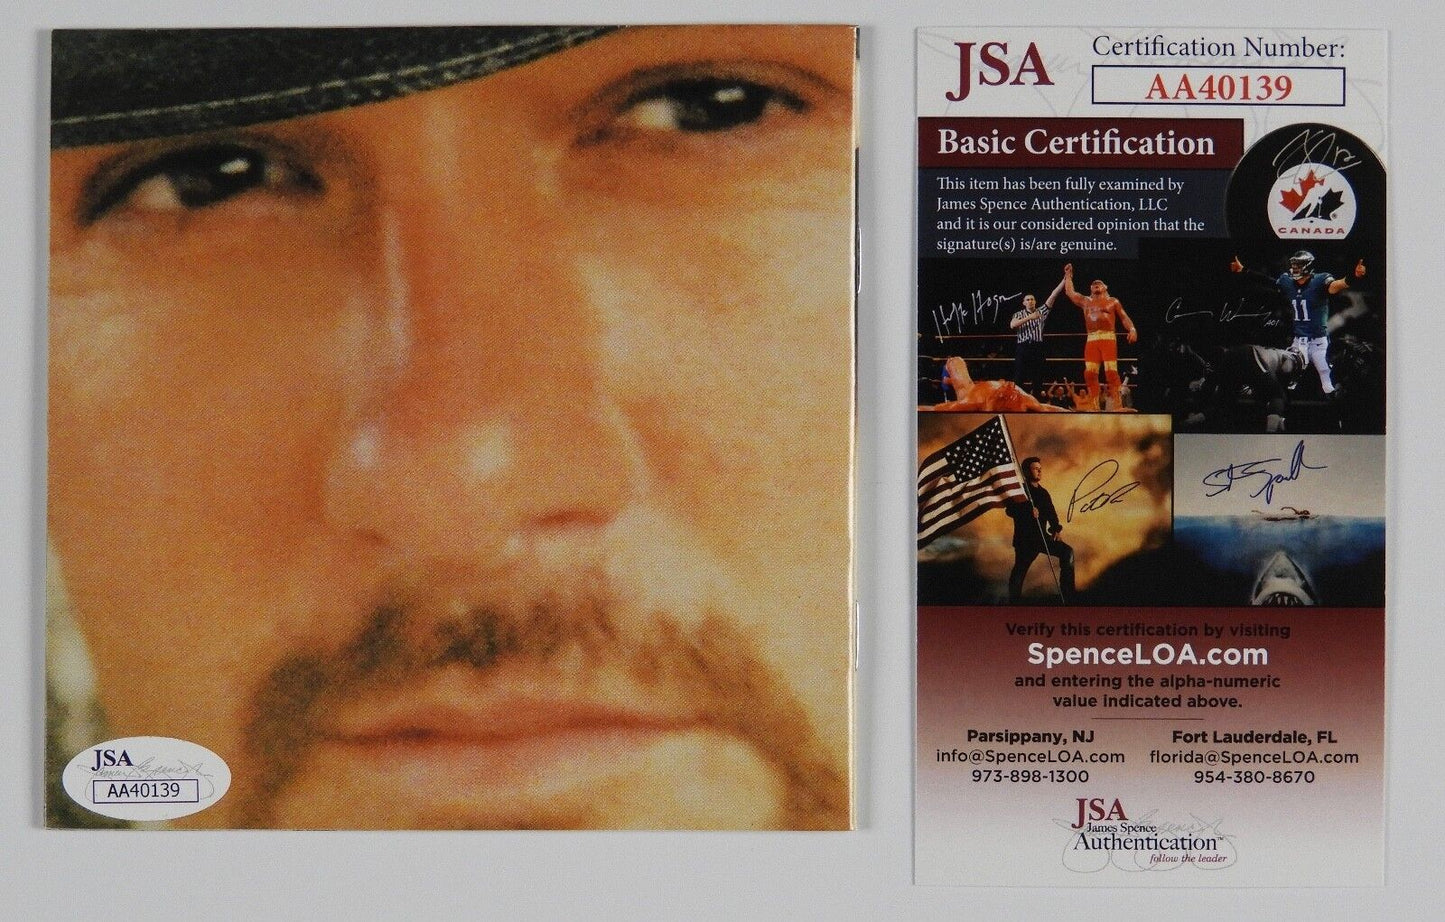 JSA
AA40139
JSA
Certification Number:
AA40139
Basic Certification
This item has been fully examined by
James Spence Authentication, LLC
and it is our considered opinion that the
signature(s) is/are genuine.
CANADA
11
Verify this certification by visiting
SpenceLOA.com
and entering the alpha-numeric
value indicated above.
Parsippany, NJ
info@SpenceLOA.com
973-898-1300
Fort Lauderdale, FL
florida@SpenceLOA.com
954-380-8670
JSA
James Spence
Authentication™
follow the leader